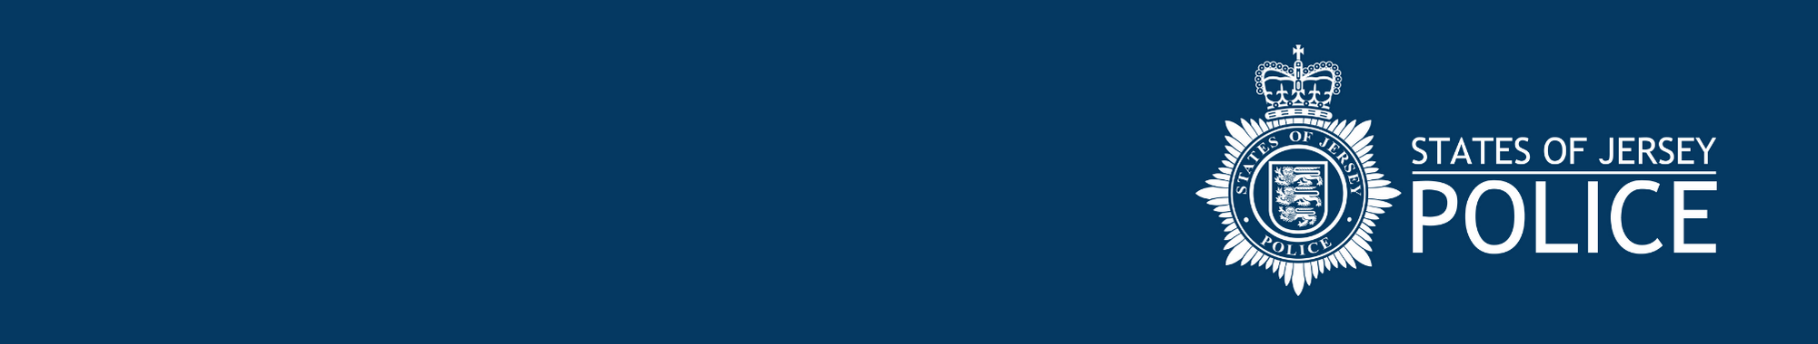 STATES OF JERSEY
POLICE
STATES OF JERSEY
POLICE